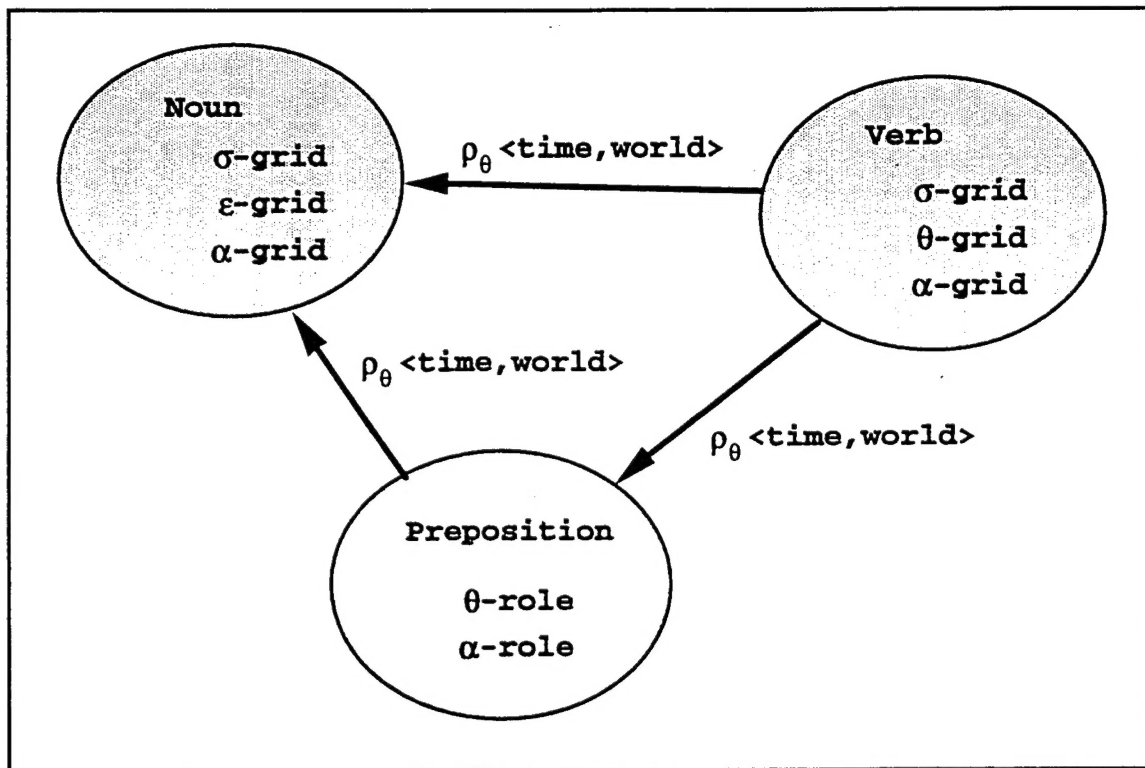 Noun
σ-grid
ε-grid
α-grid
ρθ <time,world>
Verb
σ-grid
θ-grid
α-grid
ρθ <time,world>
ρθ <time,world>
Preposition
θ-role
α-role